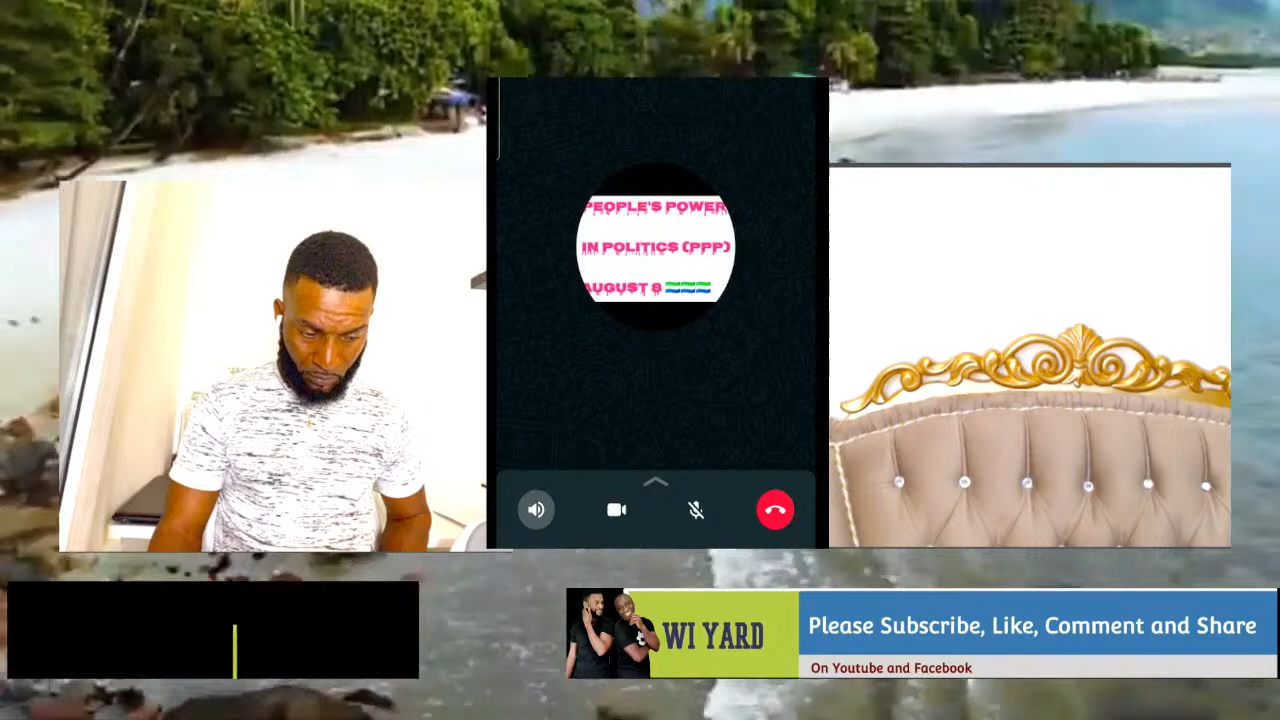 PEOPLE'S POWER
IN POLITICS (PPP)
AUGUST 8
WI YARD
Please Subscribe, Like, Comment and Share
On Youtube and Facebook